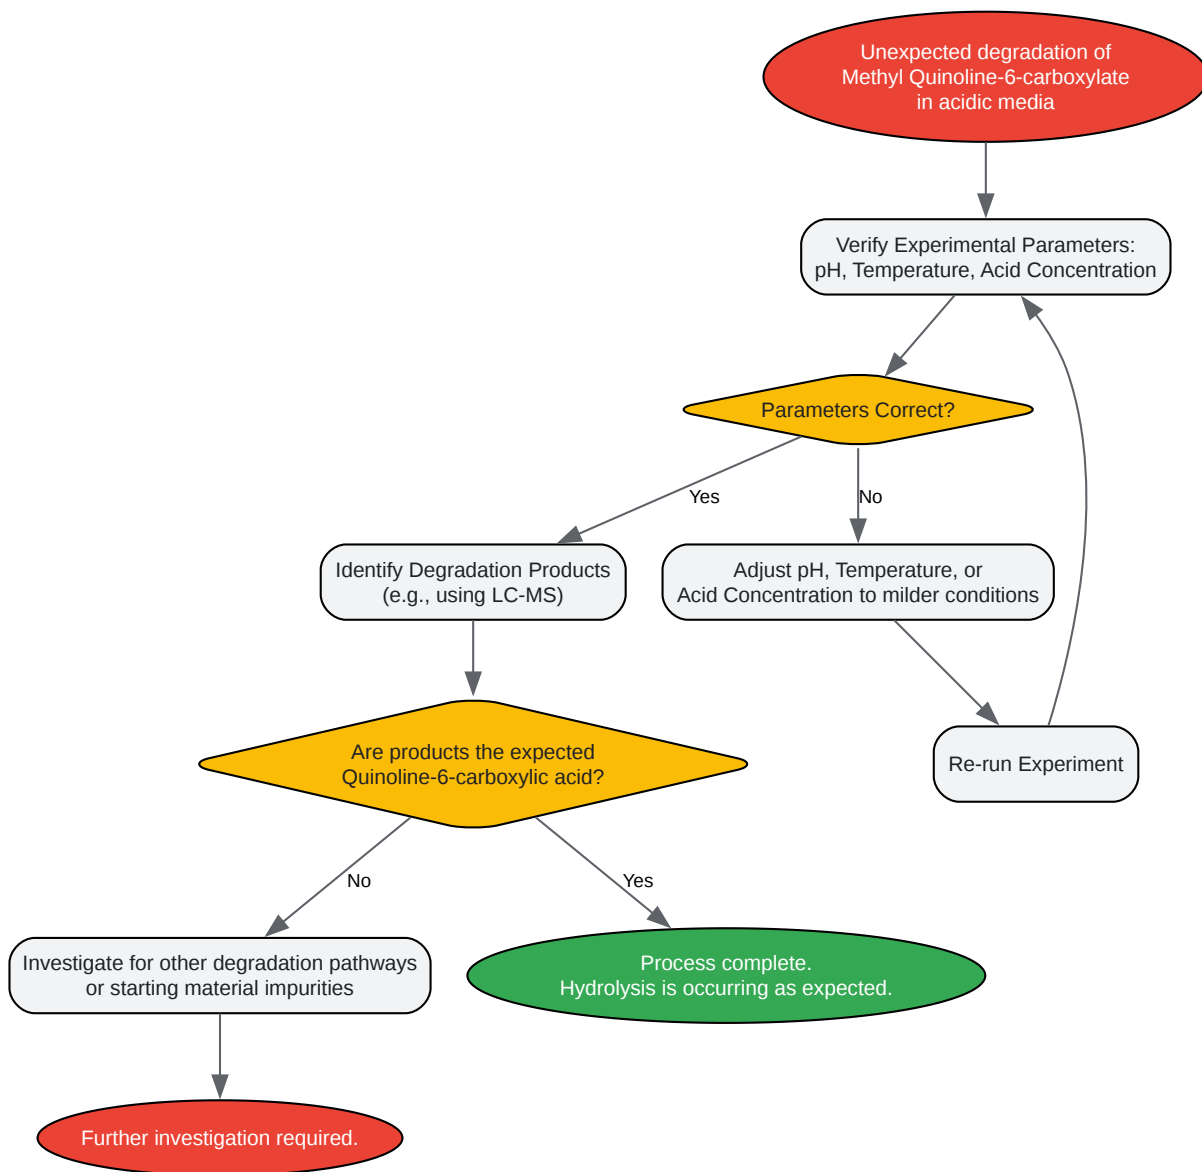 Unexpected degradation of
Methyl Quinoline-6-carboxylate
in acidic media
Verify Experimental Parameters:
pH, Temperature, Acid Concentration
Parameters Correct?
Yes
No
Identify Degradation Products
(e.g., using LC-MS)
Adjust pH, Temperature, or
Acid Concentration to milder conditions
Are products the expected
Quinoline-6-carboxylic acid?
Re-run Experiment
No
Yes
Investigate for other degradation pathways
or starting material impurities
Process complete.
Hydrolysis is occurring as expected.
Further investigation required.